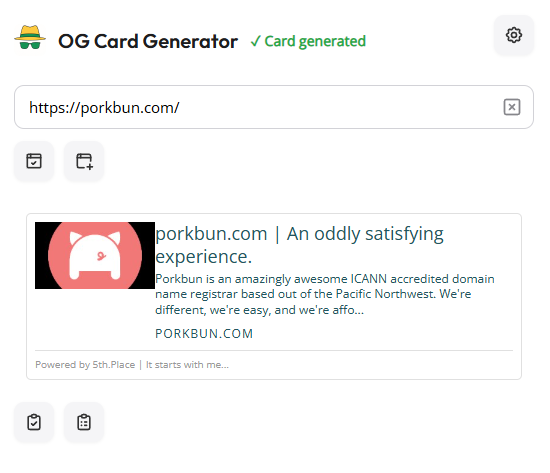 OG Card Generator ✓ Card generated
https://porkbun.com/
porkbun.com | An oddly satisfying
experience.
Porkbun is an amazingly awesome ICANN accredited domain
name registrar based out of the Pacific Northwest. We're
different, we're easy, and we're affo...
PORKBUN.COM
Powered by 5th.Place | It starts with me...